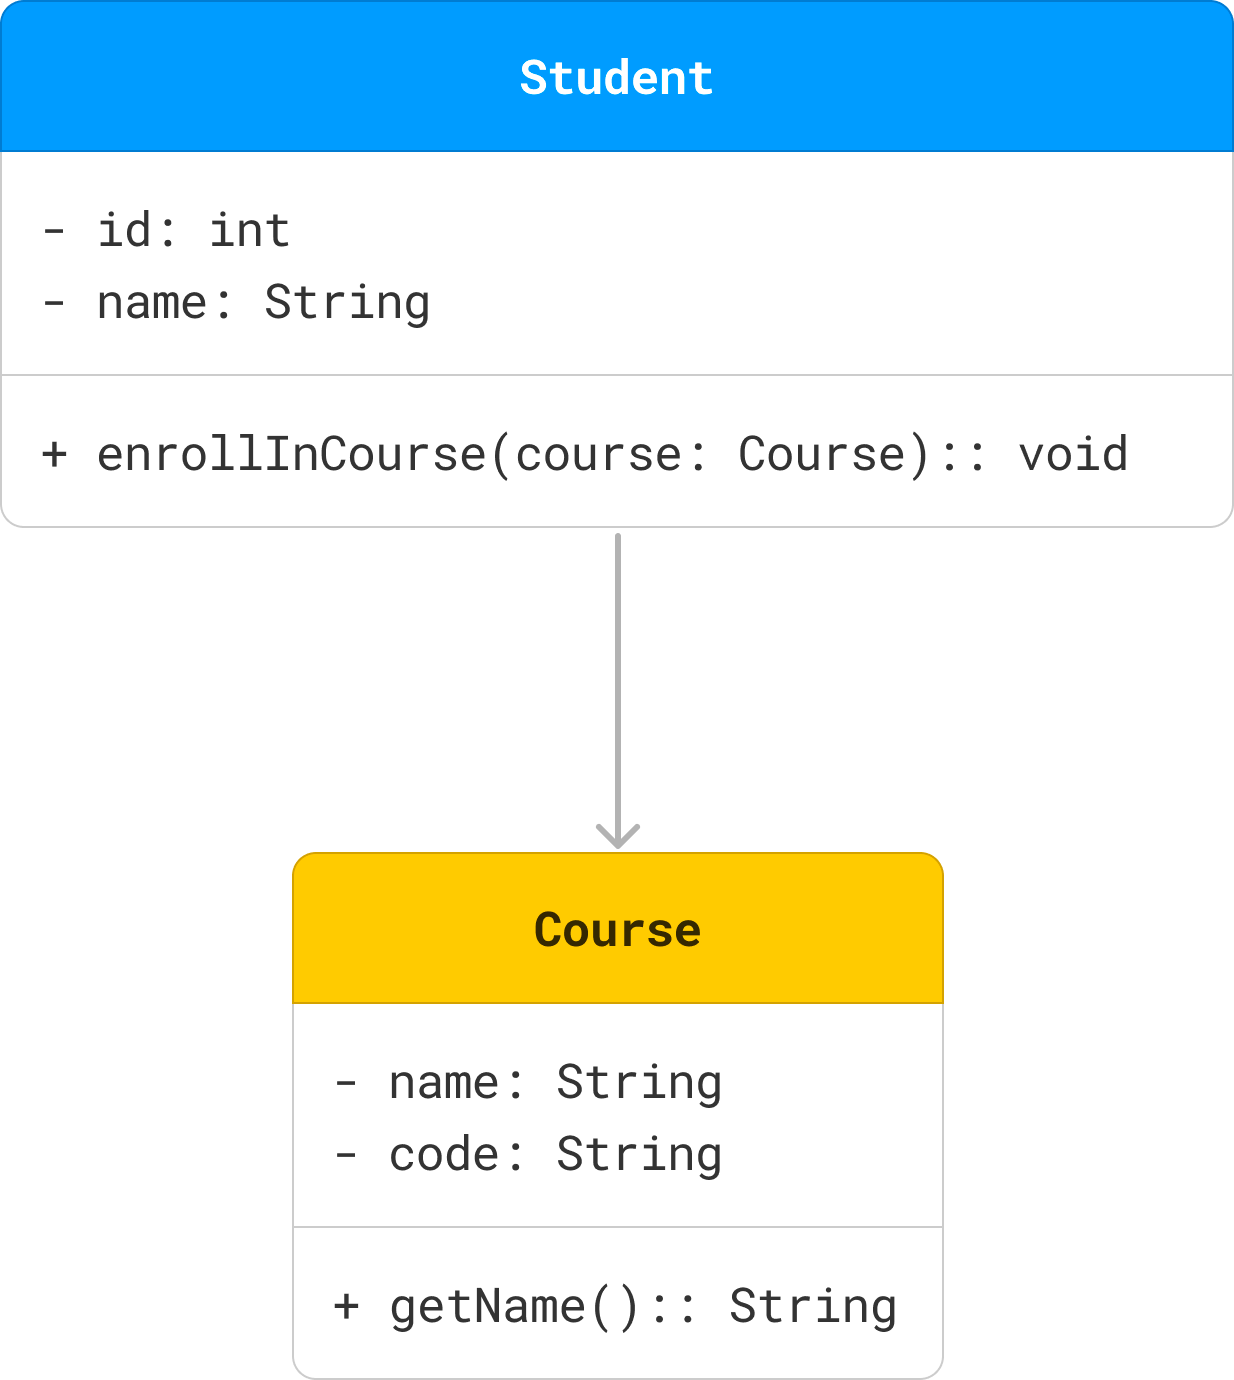 Student
- id: int
- name: String
+ enrollInCourse(course: Course):: void
Course
- name: String
- code: String
+ getName():: String